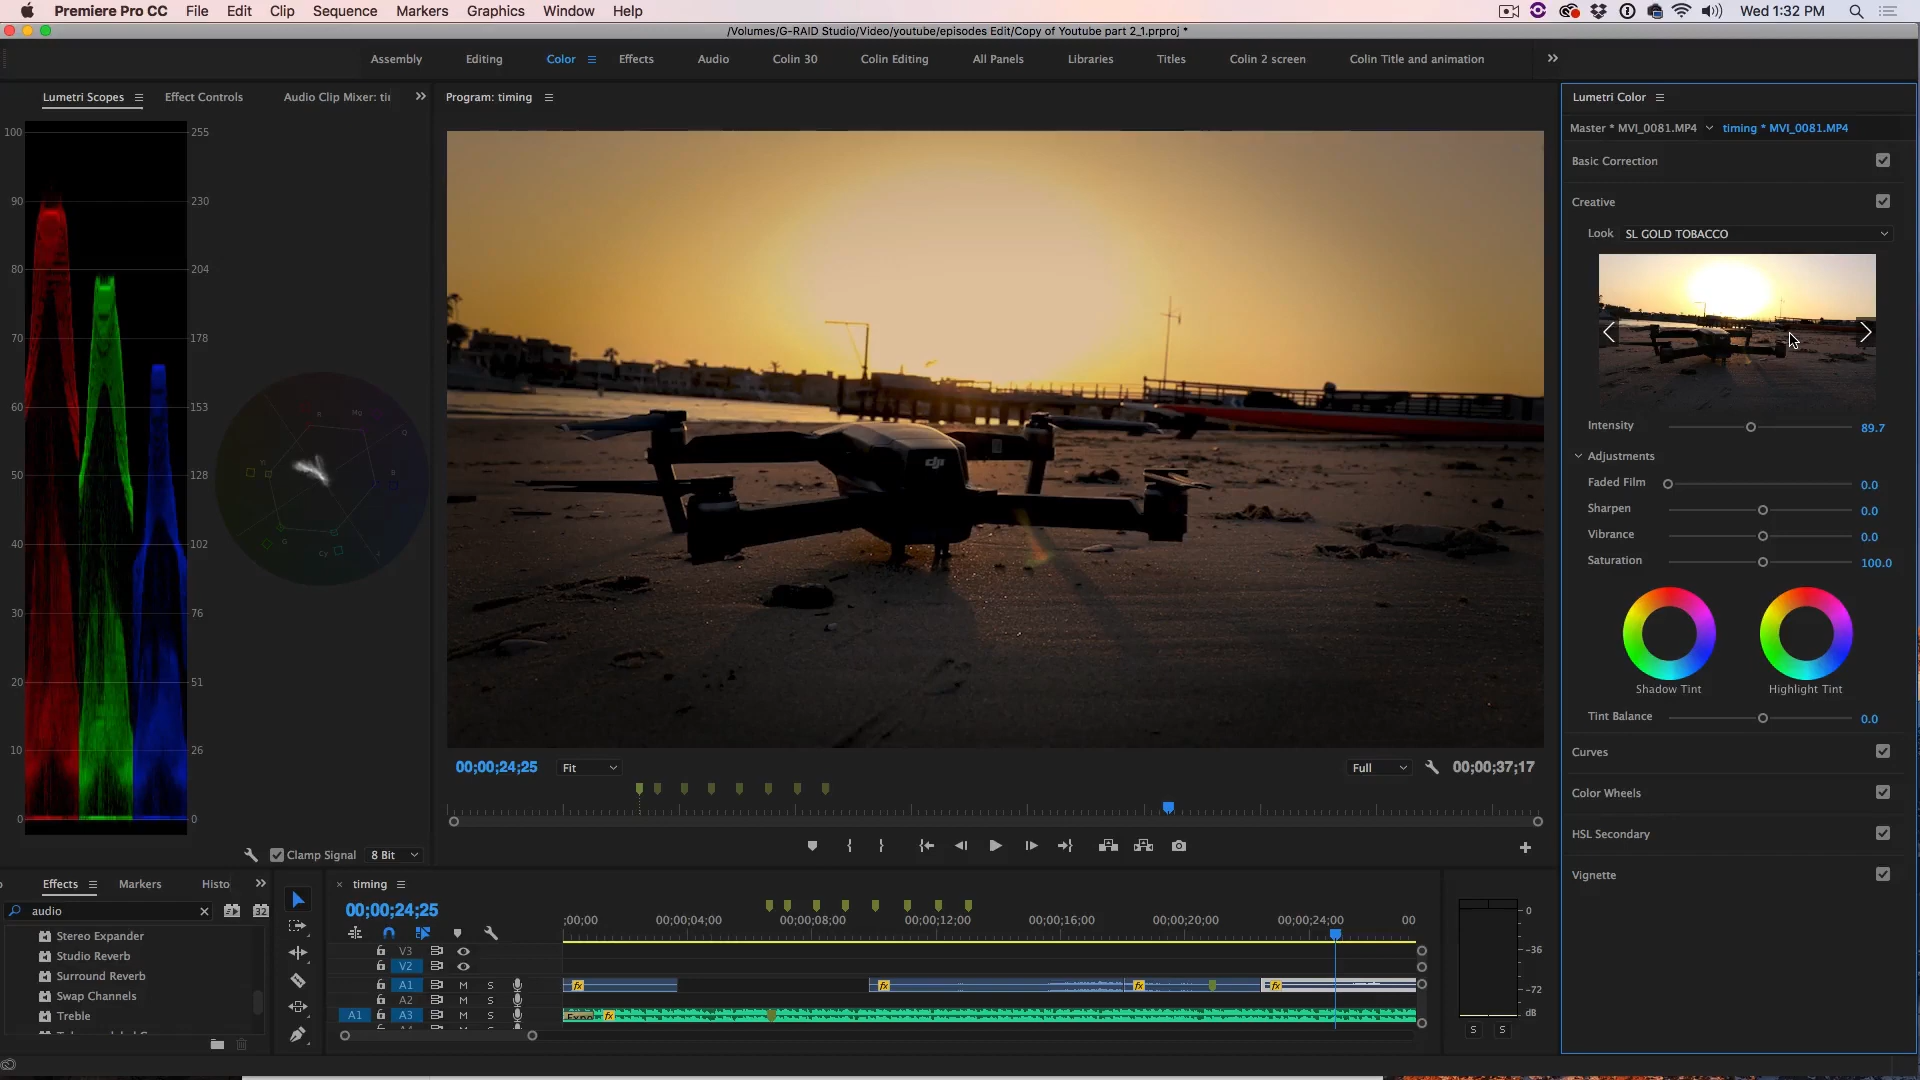 Premiere Pro CC File Edit Clip Sequence Markers Graphics Window Help Wed 1:32 PM
/Volumes/G-RAID Studio/Video/youtube/episodes Edit/Copy of Youtube part 2_1.prproj *
Assembly Editing Color Effects Audio Colin 30 Colin Editing All Panels Libraries Titles Colin 2 screen Colin Title and animation
Lumetri Scopes Effect Controls Audio Clip Mixer: ti
Program: timing
Lumetri Color
Master * MVI_0081.MP4 timing * MVI_0081.MP4
Basic Correction
Creative
Look SL GOLD TOBACCO
Intensity 89.7
Adjustments
Faded Film 0.0
Sharpen 0.0
Vibrance 0.0
Saturation 100.0
Shadow Tint Highlight Tint
Tint Balance 0.0
Curves
Color Wheels
HSL Secondary
Vignette
100 255
90 230
80 204
70 178
60 153
50 128
40 102
30 76
20 51
10 26
0 0
dji
Clamp Signal 8 Bit
00;00;24;25 Fit Full 00;00;37;17
Effects Markers Histo
audio
32
Stereo Expander
Studio Reverb
Surround Reverb
Swap Channels
Treble
timing
00;00;24;25
;00;00 00;00;04;00 00;00;08;00 00;00;12;00 00;00;16;00 00;00;20;00 00;00;24;00 00
V3
V2
A1 M S fx fx fx fx
A2 M S
A1 A3 M S fx
0
-36
-72
dB
S S